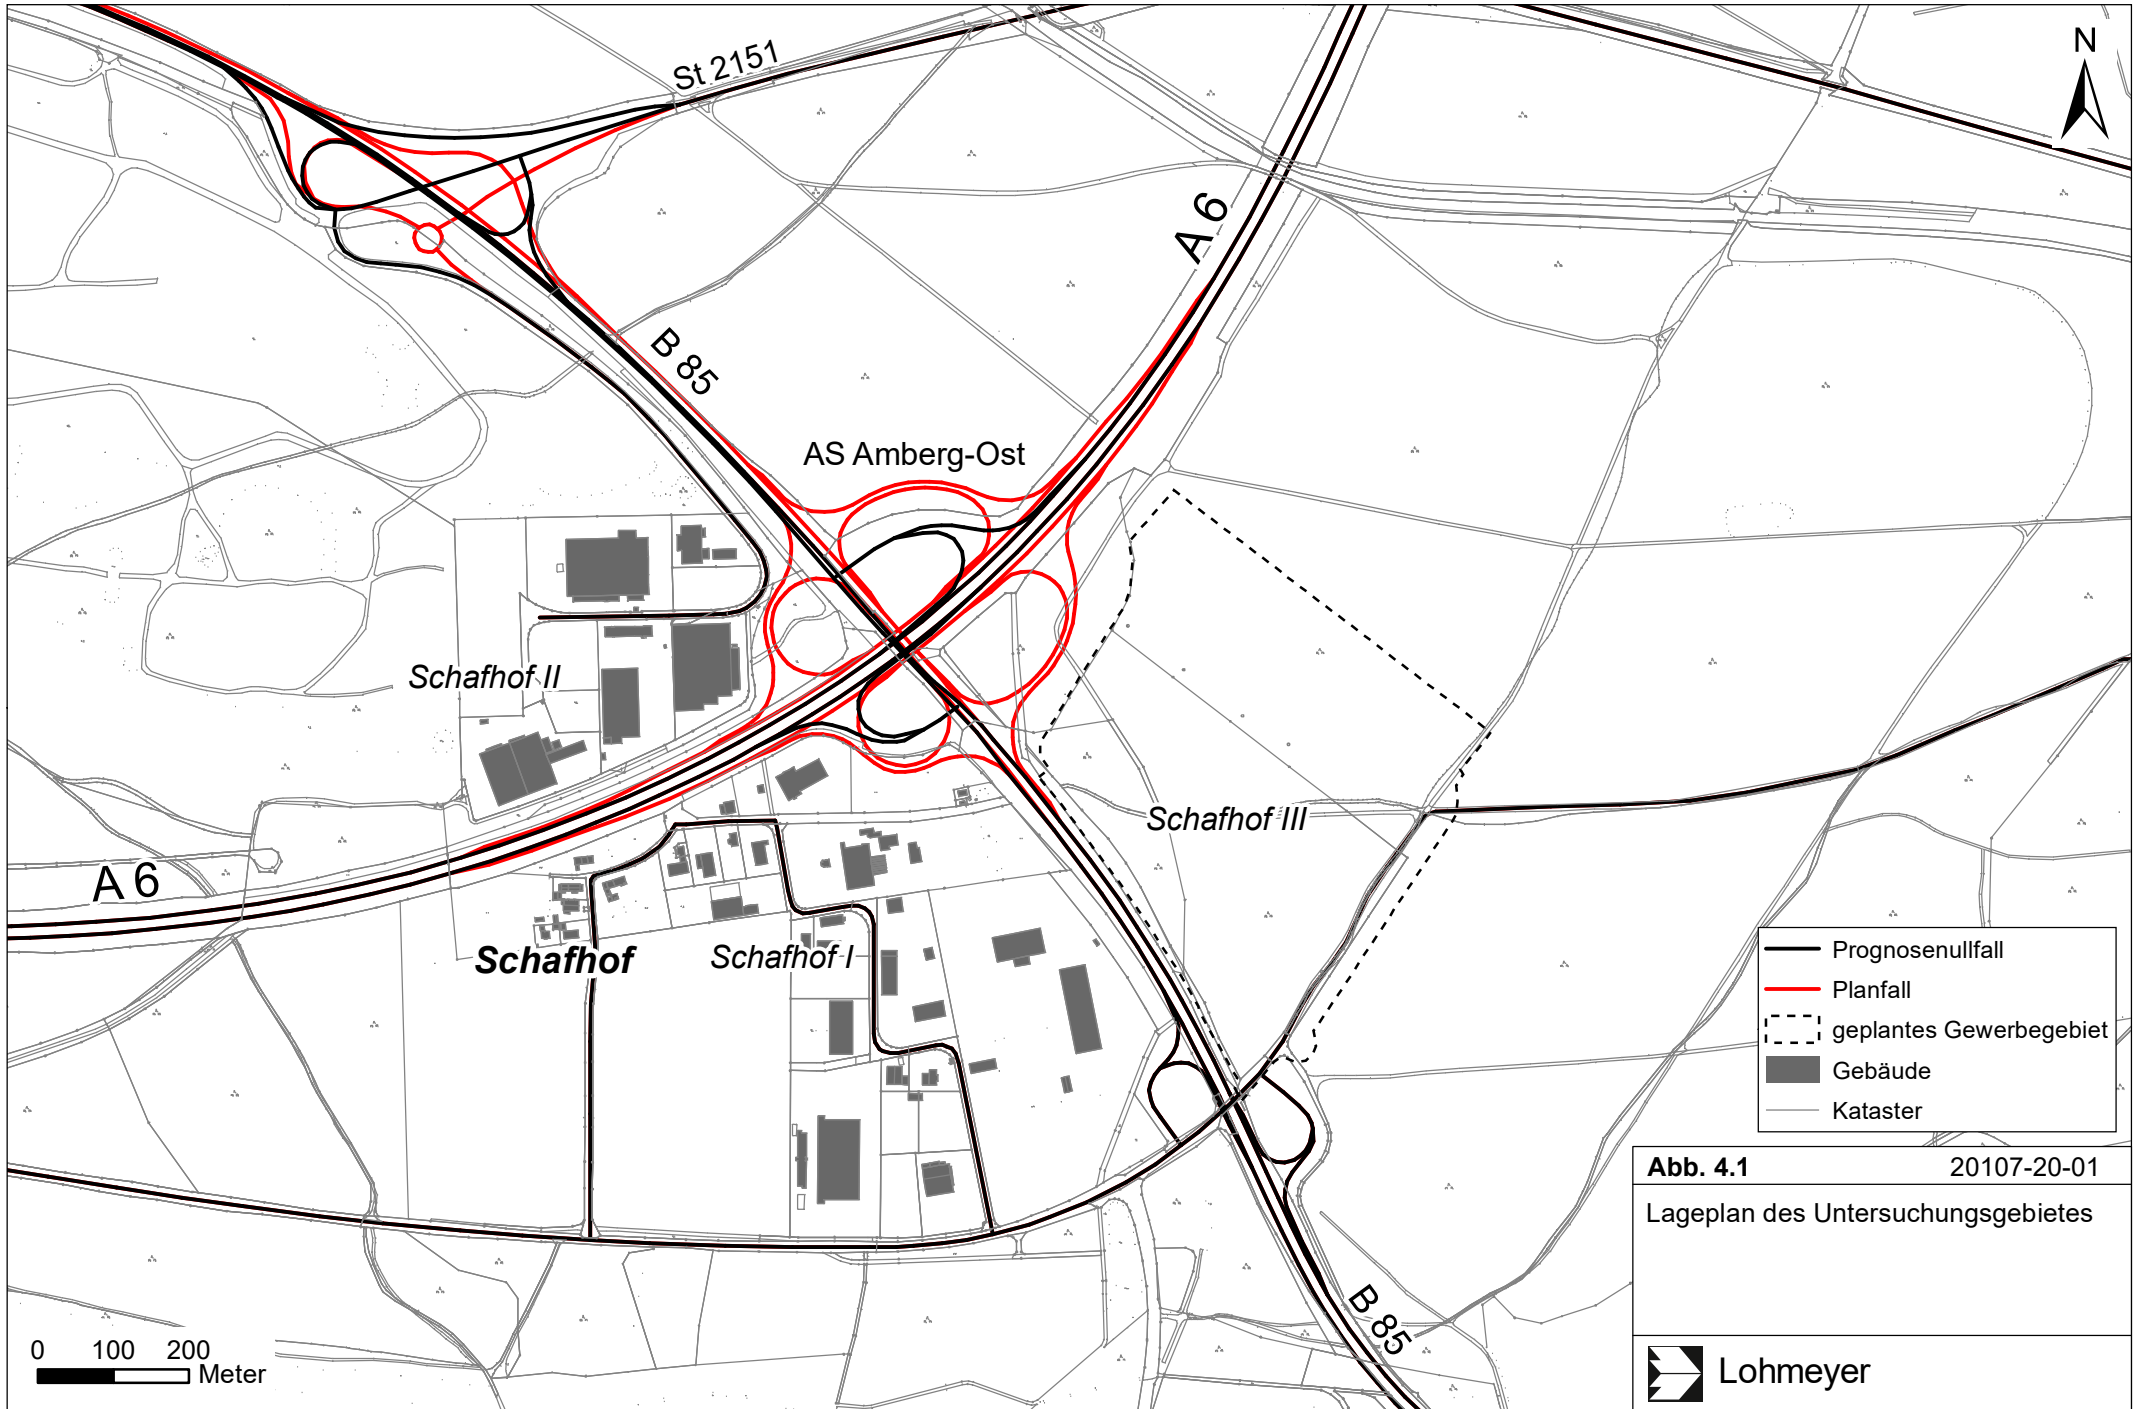 St 2151
N
A 6
B 85
AS Amberg-Ost
Schafhof II
Schafhof III
A 6
Schafhof
Schafhof I
B 85
Prognosenullfall
Planfall
geplantes Gewerbegebiet
Gebäude
Kataster
Abb. 4.1 20107-20-01
Lageplan des Untersuchungsgebietes
Lohmeyer
0 100 200
Meter